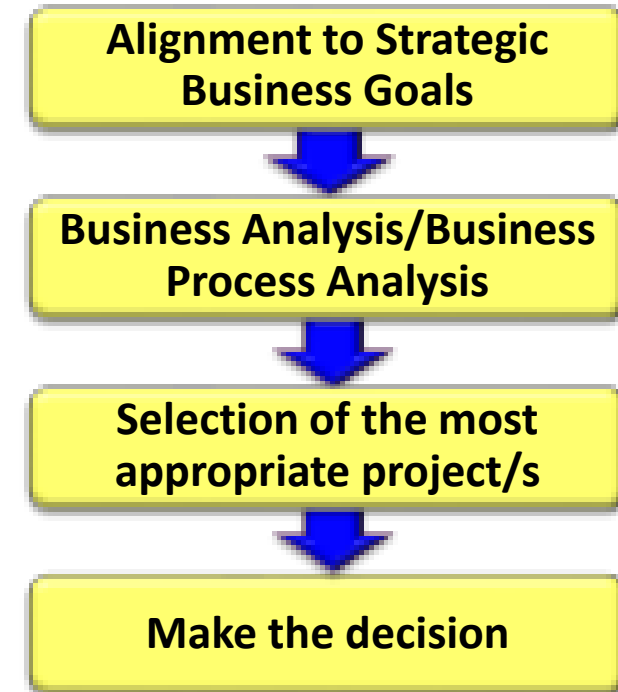 Alignment to Strategic
Business Goals
Business Analysis/Business
Process Analysis
Selection of the most
appropriate project/s
Make the decision